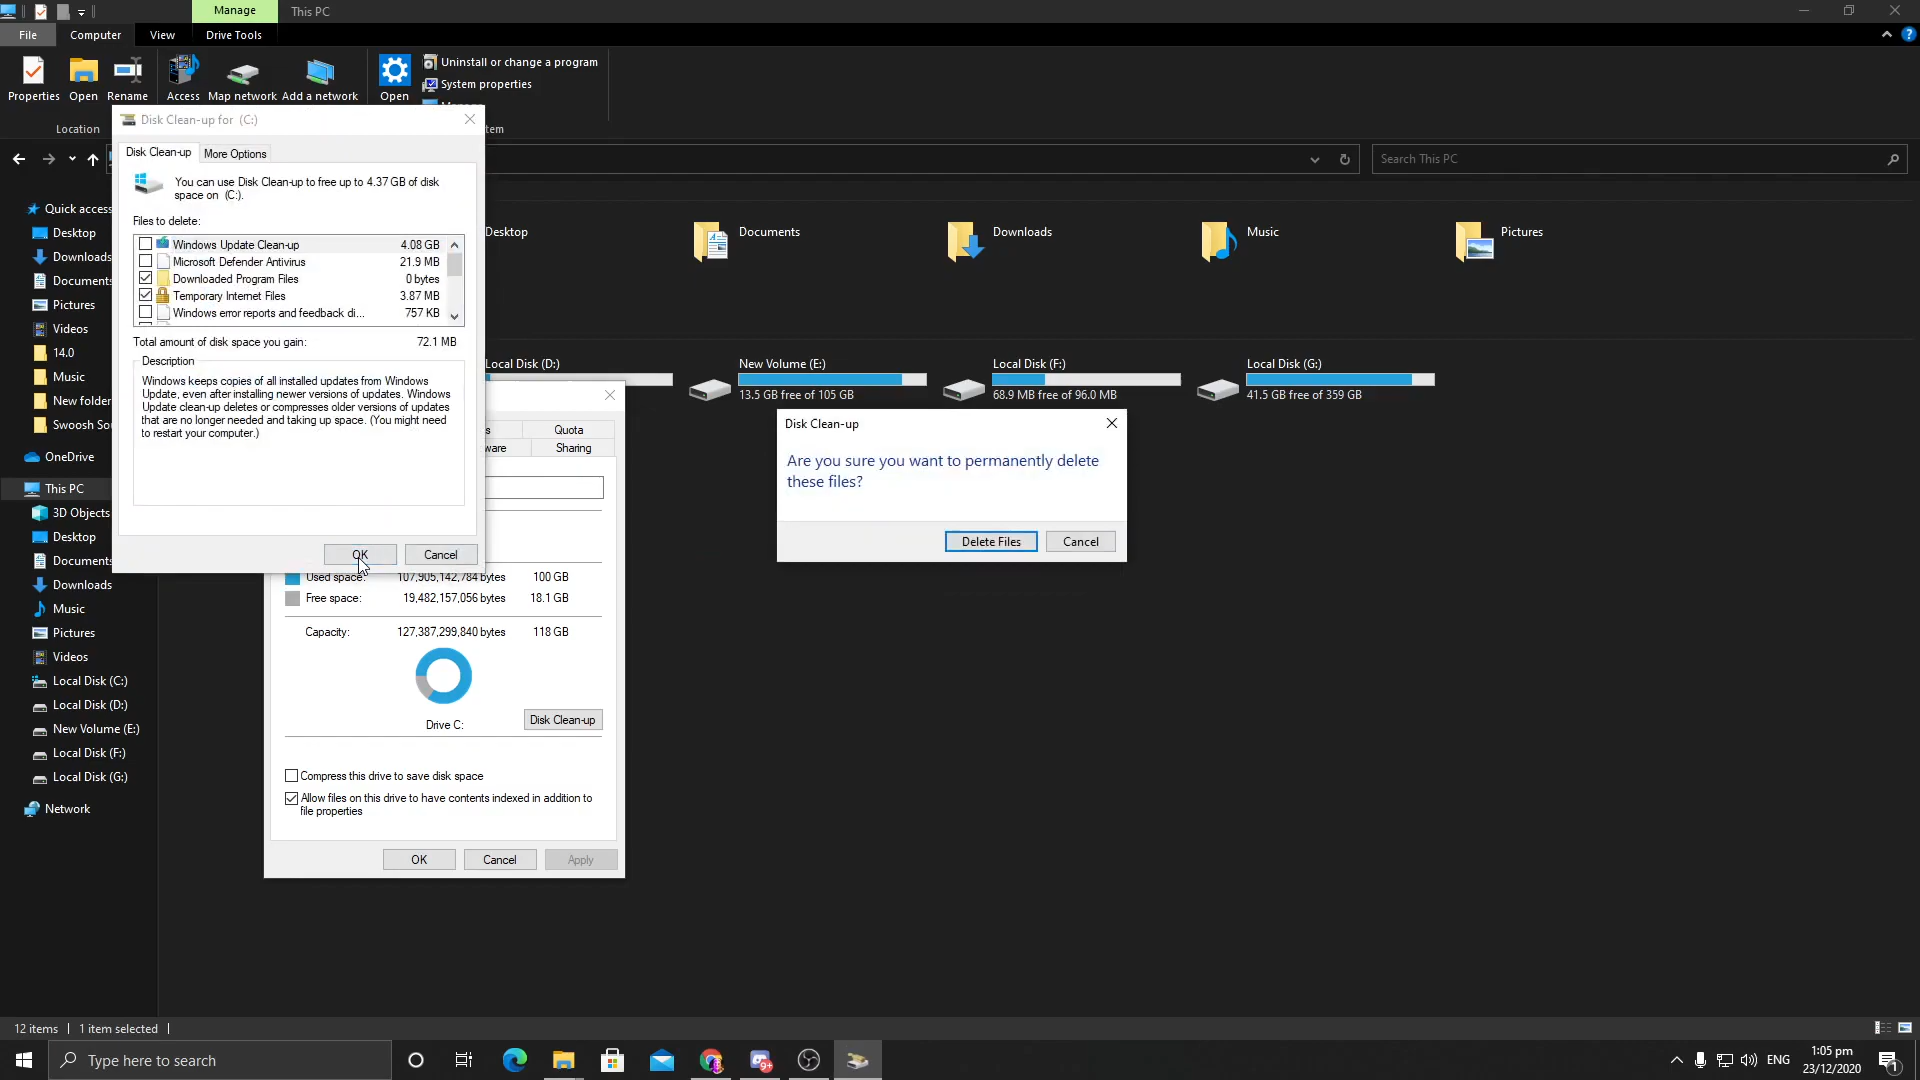 Manage
This PC
File
Computer
View
Drive Tools
Properties
Open
Rename
Access
Map network
Add a network
Open
Uninstall or change a program
System properties
Location
Disk Clean-up for (C:)
Disk Clean-up
More Options
You can use Disk Clean-up to free up to 4.37 GB of disk
space on (C:).
Files to delete:
Windows Update Clean-up 4.08 GB
Microsoft Defender Antivirus 21.9 MB
Downloaded Program Files 0 bytes
Temporary Internet Files 3.87 MB
Windows error reports and feedback di... 757 KB
Total amount of disk space you gain: 72.1 MB
Description
Windows keeps copies of all installed updates from Windows
Update, even after installing newer versions of updates. Windows
Update clean-up deletes or compresses older versions of updates
that are no longer needed and taking up space. (You might need
to restart your computer.)
OK
Cancel
Search This PC
Quick access
Desktop
Downloads
Documents
Pictures
Videos
14.0
Music
New folder
Swoosh Sou
OneDrive
This PC
3D Objects
Desktop
Documents
Downloads
Music
Pictures
Videos
Local Disk (C:)
Local Disk (D:)
New Volume (E:)
Local Disk (F:)
Local Disk (G:)
Network
Desktop
Documents
Downloads
Music
Pictures
Local Disk (D:)
New Volume (E:)
13.5 GB free of 105 GB
Local Disk (F:)
68.9 MB free of 96.0 MB
Local Disk (G:)
41.5 GB free of 359 GB
Quota
Sharing
Used space: 107,905,142,784 bytes 100 GB
Free space: 19,482,157,056 bytes 18.1 GB
Capacity: 127,387,299,840 bytes 118 GB
Drive C:
Disk Clean-up
Compress this drive to save disk space
Allow files on this drive to have contents indexed in addition to
file properties
OK
Cancel
Apply
Disk Clean-up
Are you sure you want to permanently delete
these files?
Delete Files
Cancel
12 items
1 item selected
Type here to search
9+
ENG
1:05 pm
23/12/2020
1